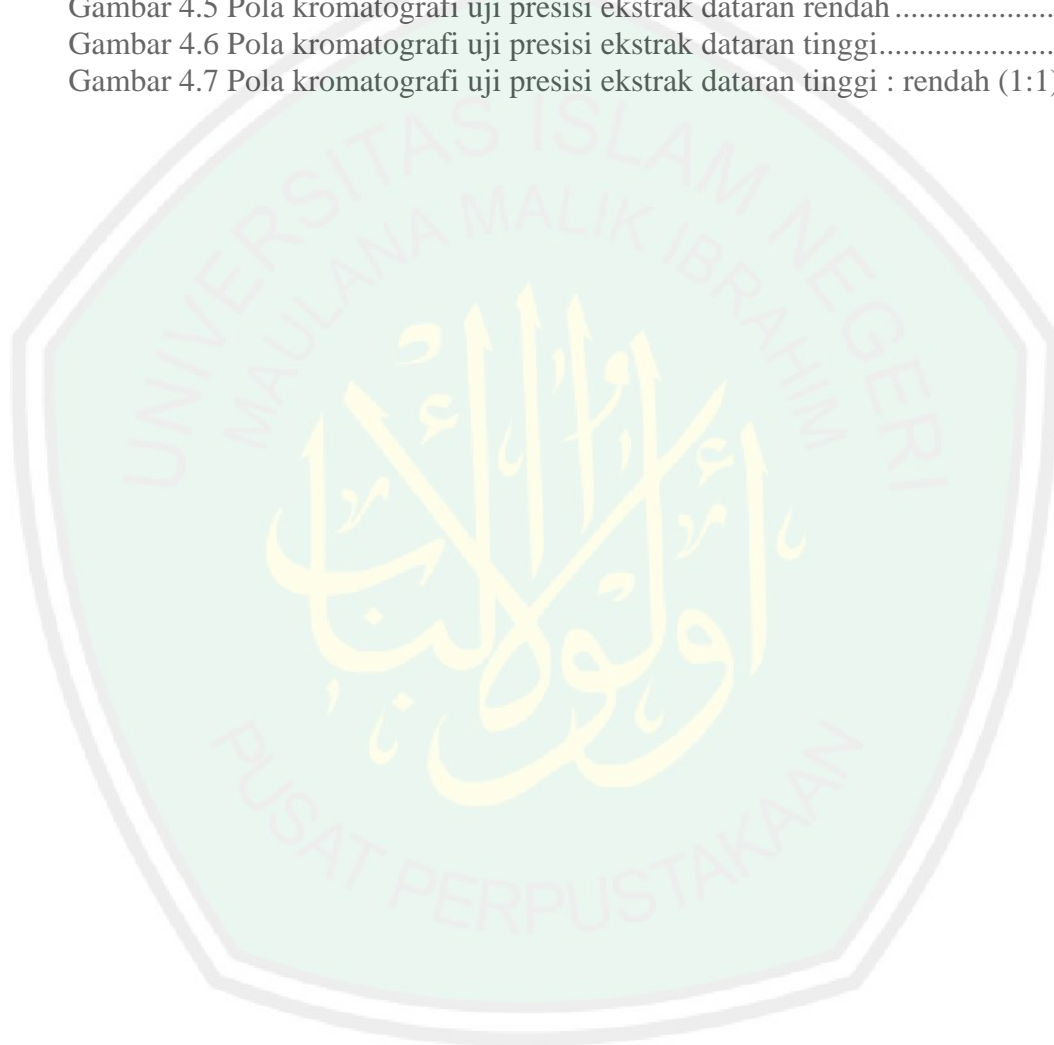 Gambar 4.5 Pola kromatografi uji presisi ekstrak dataran rendah.....................
Gambar 4.6 Pola kromatografi uji presisi ekstrak dataran tinggi.......................
Gambar 4.7 Pola kromatografi uji presisi ekstrak dataran tinggi : rendah (1:1)
UNIVERSITAS ISLAM NEGERI
MAULANA MALIK IBRAHIM
أولوا الألباب
PUSAT PERPUSTAKAAN